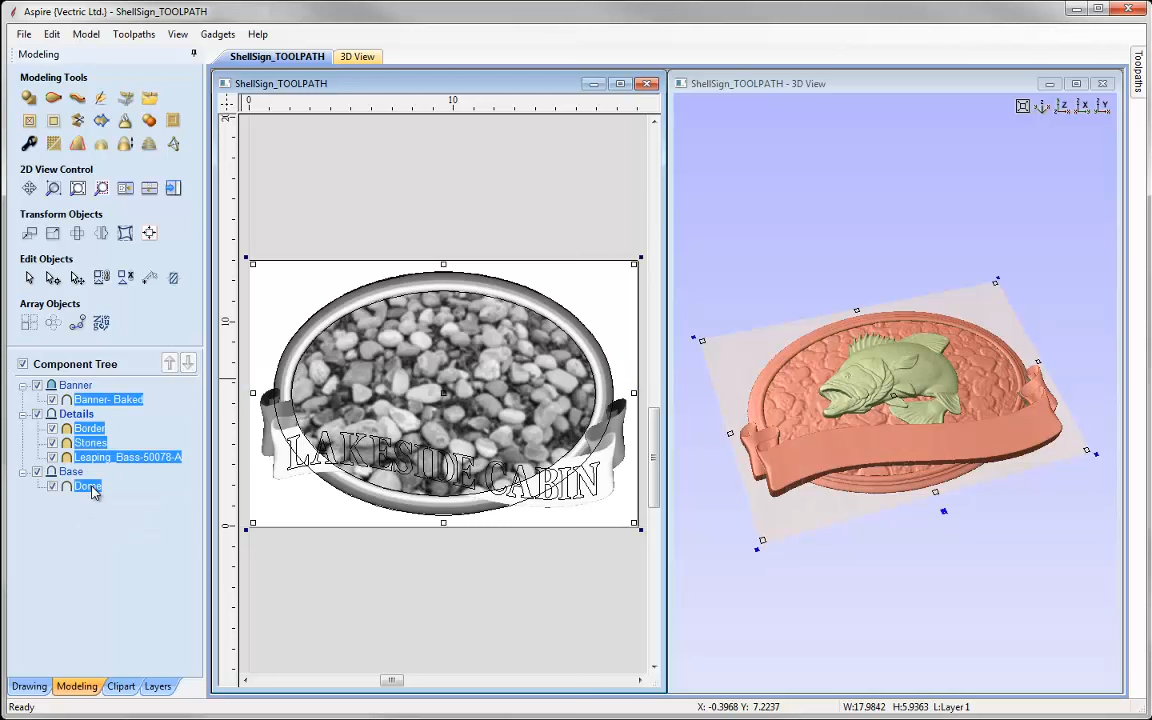 Aspire {Vectric Ltd.} - ShellSign_TOOLPATH
File Edit Model Toolpaths View Gadgets Help
Modeling
ShellSign_TOOLPATH 3D View
Toolpaths
ShellSign_TOOLPATH
ShellSign_TOOLPATH - 3D View
Modeling Tools
2D View Control
Transform Objects
Edit Objects
Array Objects
Component Tree
Banner
Banner- Baked
Details
Border
Stones
Leaping_Bass-50078-A
Base
Dome
0 10
20
10
0
Z X Y
LAKESIDE CABIN
Drawing Modeling Clipart Layers
Ready
X: -0.3968 Y: 7.2237
W:17.9842 H:5.9363 L:Layer 1